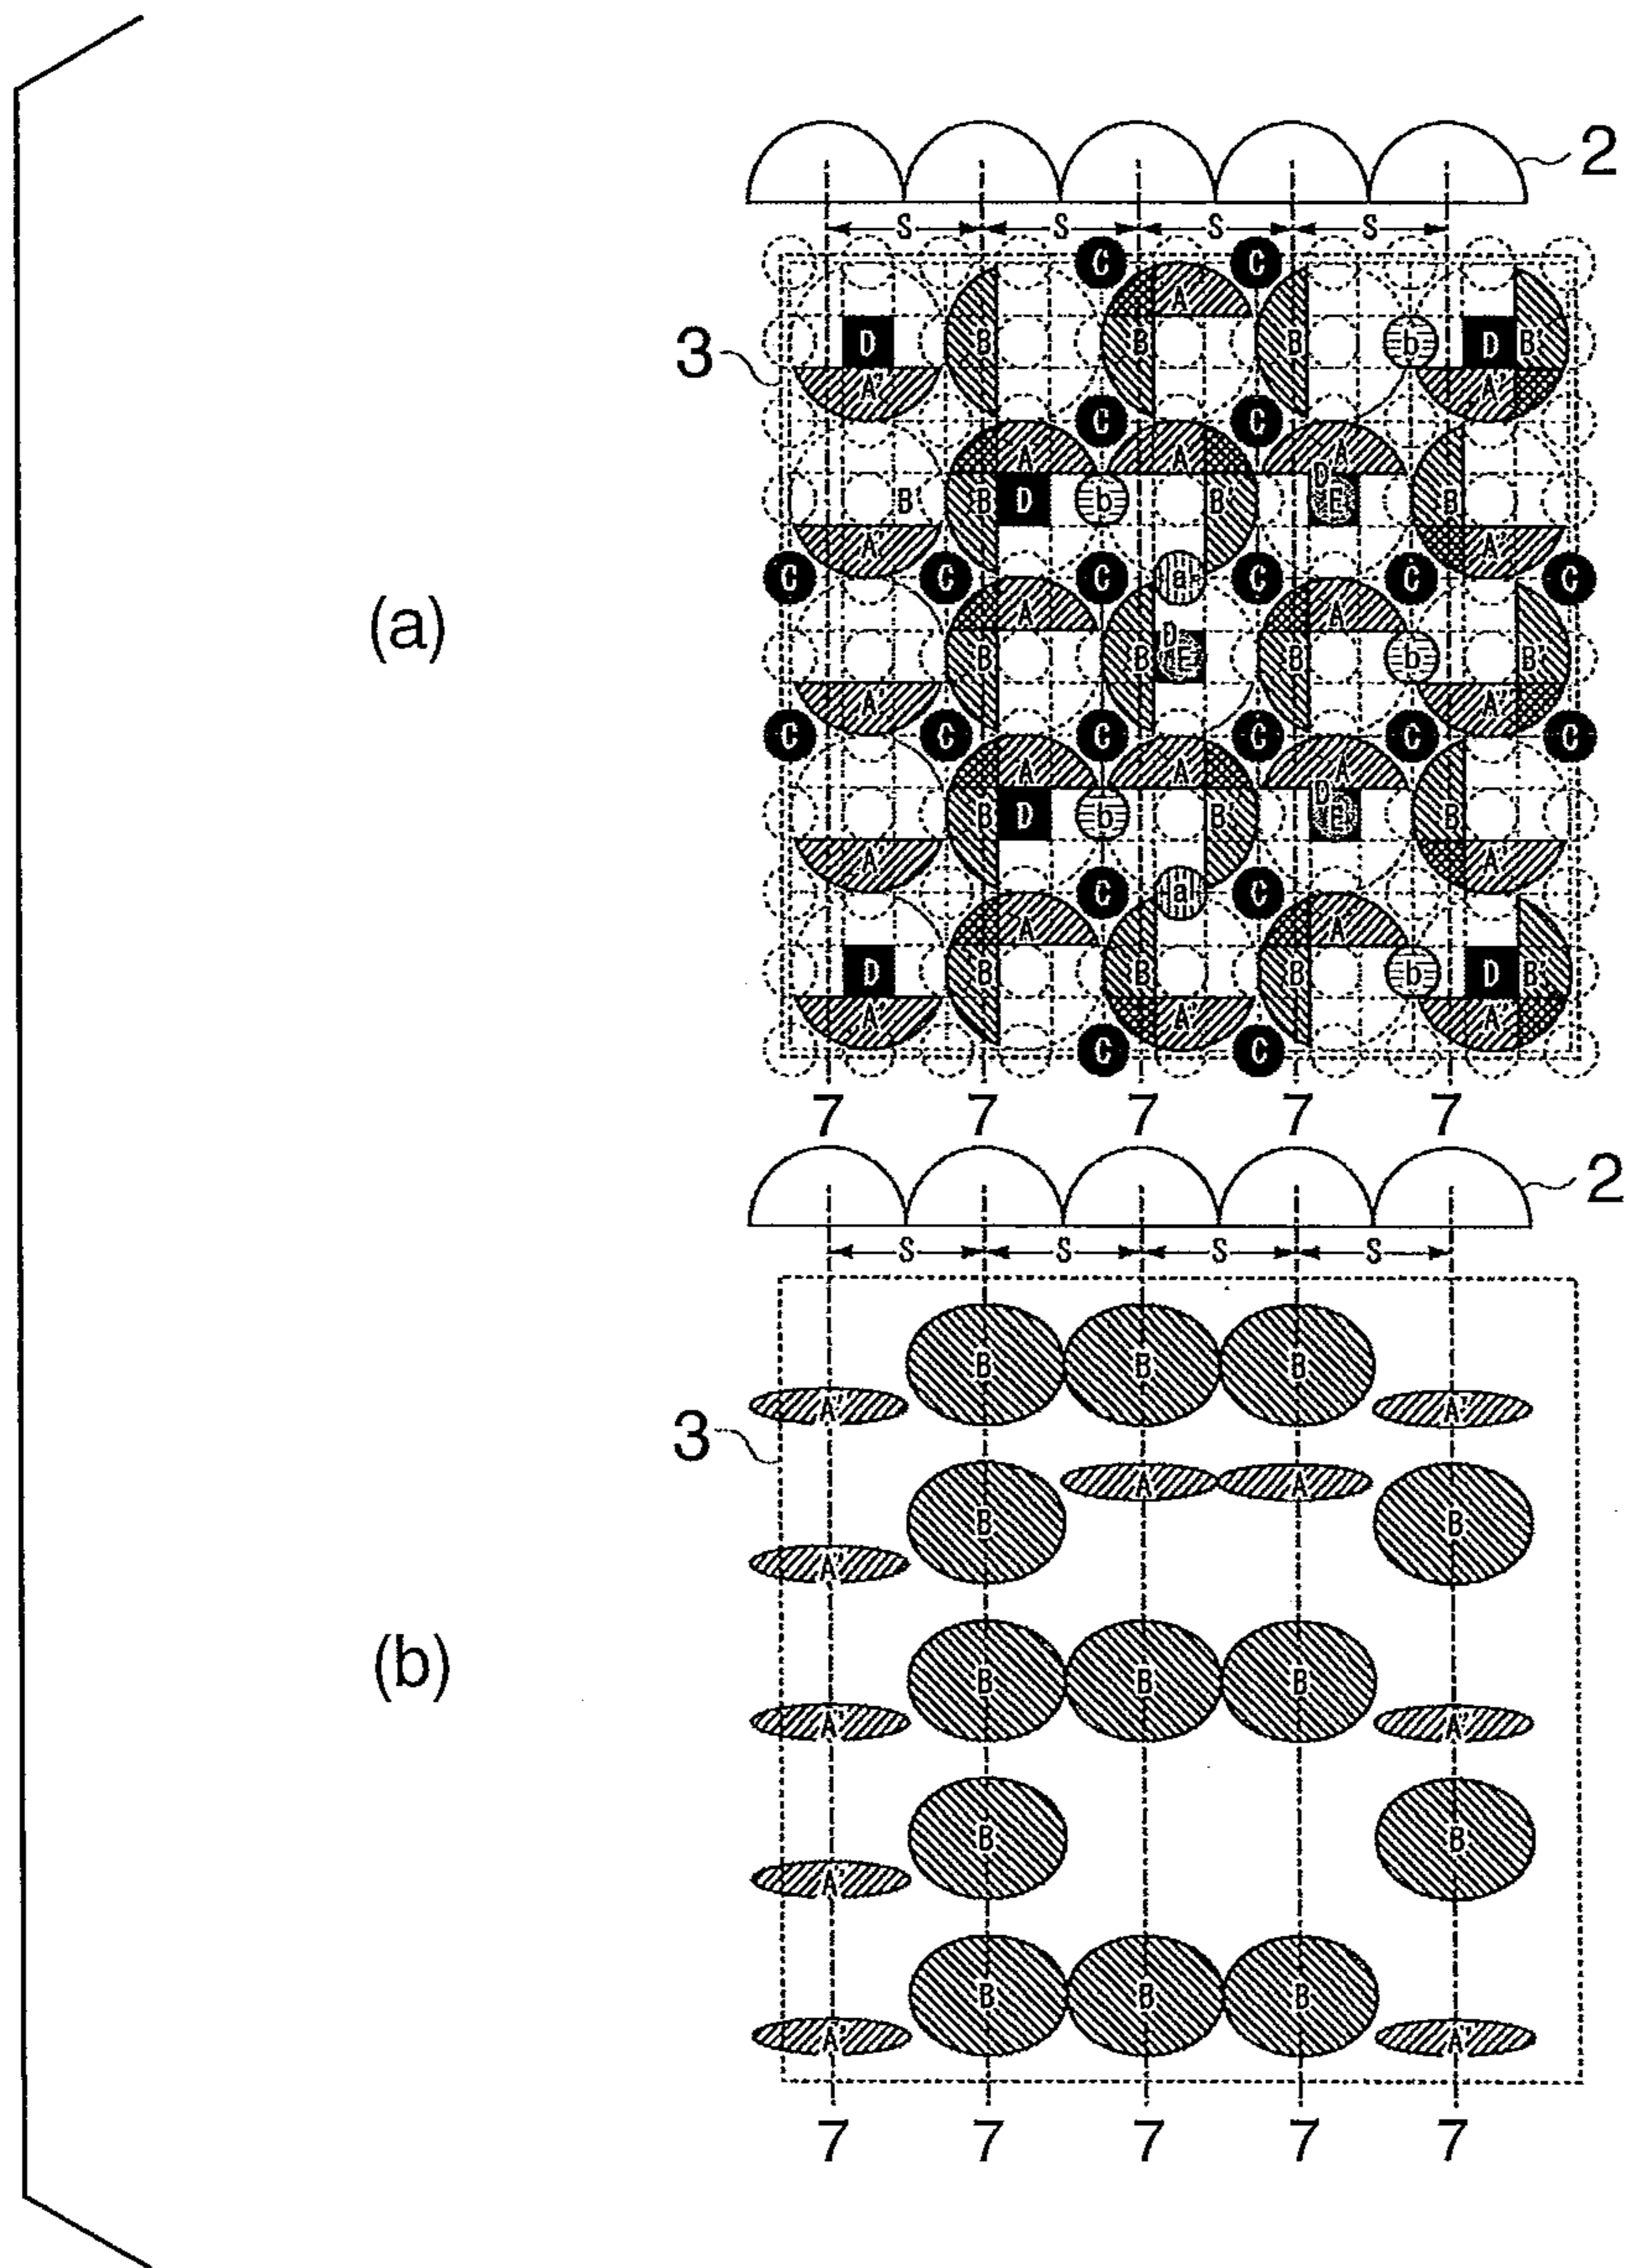 2
S S S S
C C
A
3
D B B B b D B'
A' A'
C C
A A A
B' B D b B' D E B
A' A'
C C C a C C C
A A
B B D E B b B'
A' A'
C C C C C C
A A A
B D b B' D E B
A' A'
C a C
A A
D B B B b D B'
A' A' A'
C C
(a)
7 7 7 7 7
2
S S S S
B B B
A' A'
3
A A
B B
A'
B B B
A' A'
(b)
B B
A'
B B B
A' A'
7 7 7 7 7